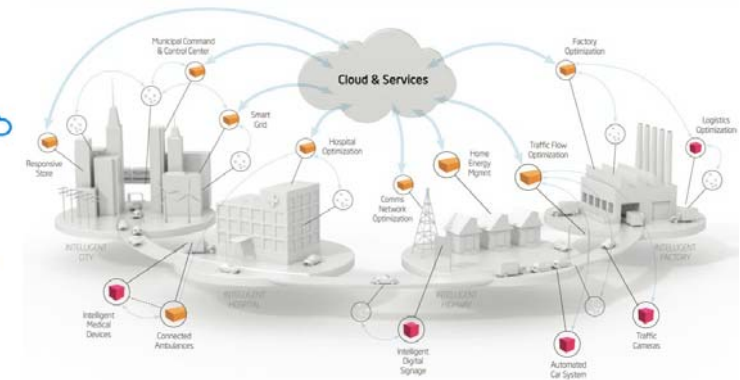 Municipal Command
& Control Center
Cloud & Services
Factory
Optimization
Smart
Grid
Logistics
Optimization
Responsive
Store
Hospital
Optimization
Home
Energy
Mgmt
Traffic Flow
Optimization
Comms
Network
Optimization
INTELLIGENT
CITY
INTELLIGENT
HOSPITAL
INTELLIGENT
HIGHWAY
INTELLIGENT
FACTORY
Intelligent
Medical
Devices
Connected
Ambulances
Intelligent
Digital
Signage
Automated
Car System
Traffic
Cameras